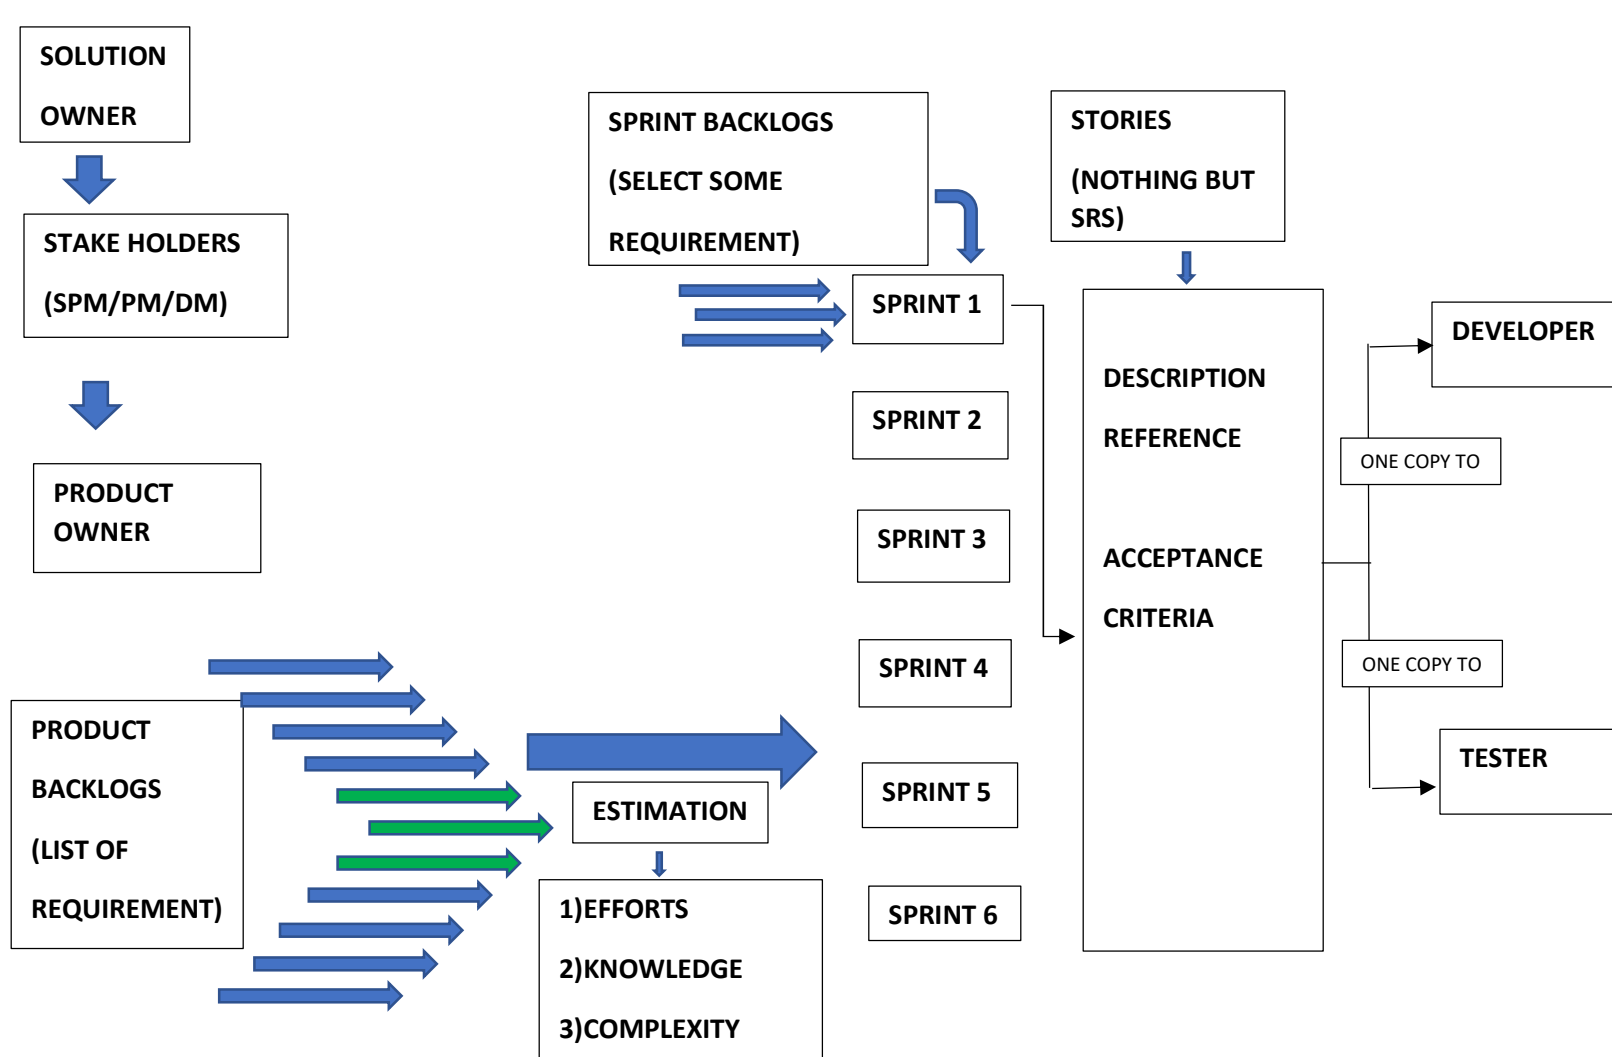 SOLUTION
OWNER
STAKE HOLDERS
(SPM/PM/DM)
PRODUCT
OWNER
PRODUCT
BACKLOGS
(LIST OF
REQUIREMENT)
ESTIMATION
1)EFFORTS
2)KNOWLEDGE
3)COMPLEXITY
SPRINT BACKLOGS
(SELECT SOME
REQUIREMENT)
SPRINT 1
SPRINT 2
SPRINT 3
SPRINT 4
SPRINT 5
SPRINT 6
STORIES
(NOTHING BUT
SRS)
DESCRIPTION
REFERENCE
ACCEPTANCE
CRITERIA
ONE COPY TO
DEVELOPER
ONE COPY TO
TESTER